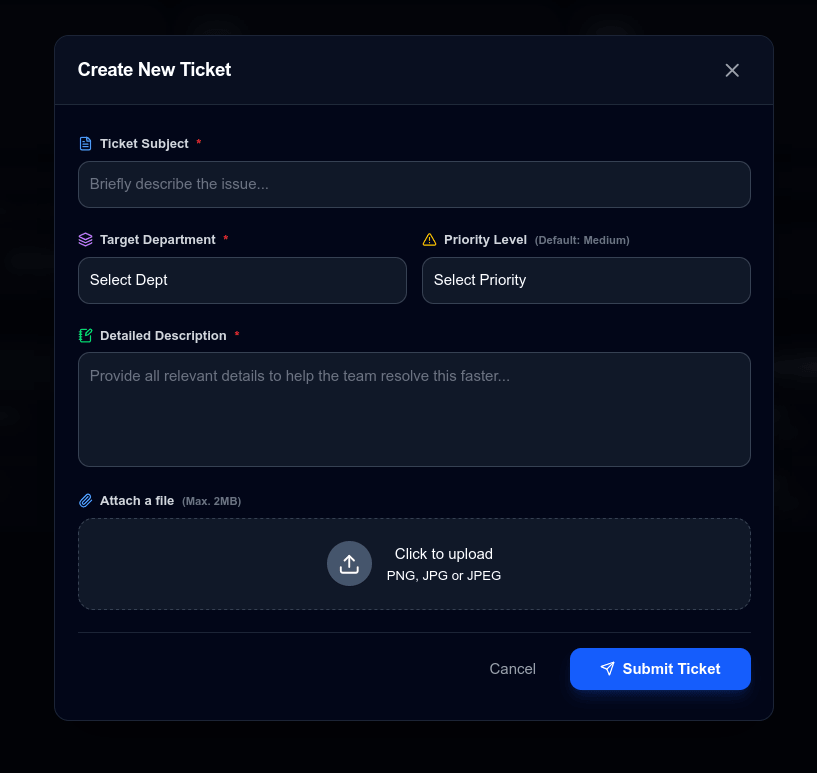 Create New Ticket
Ticket Subject *
Briefly describe the issue...
Target Department *
Priority Level (Default: Medium)
Select Dept
Select Priority
Detailed Description *
Provide all relevant details to help the team resolve this faster...
Attach a file (Max. 2MB)
Click to upload
PNG, JPG or JPEG
Cancel
Submit Ticket